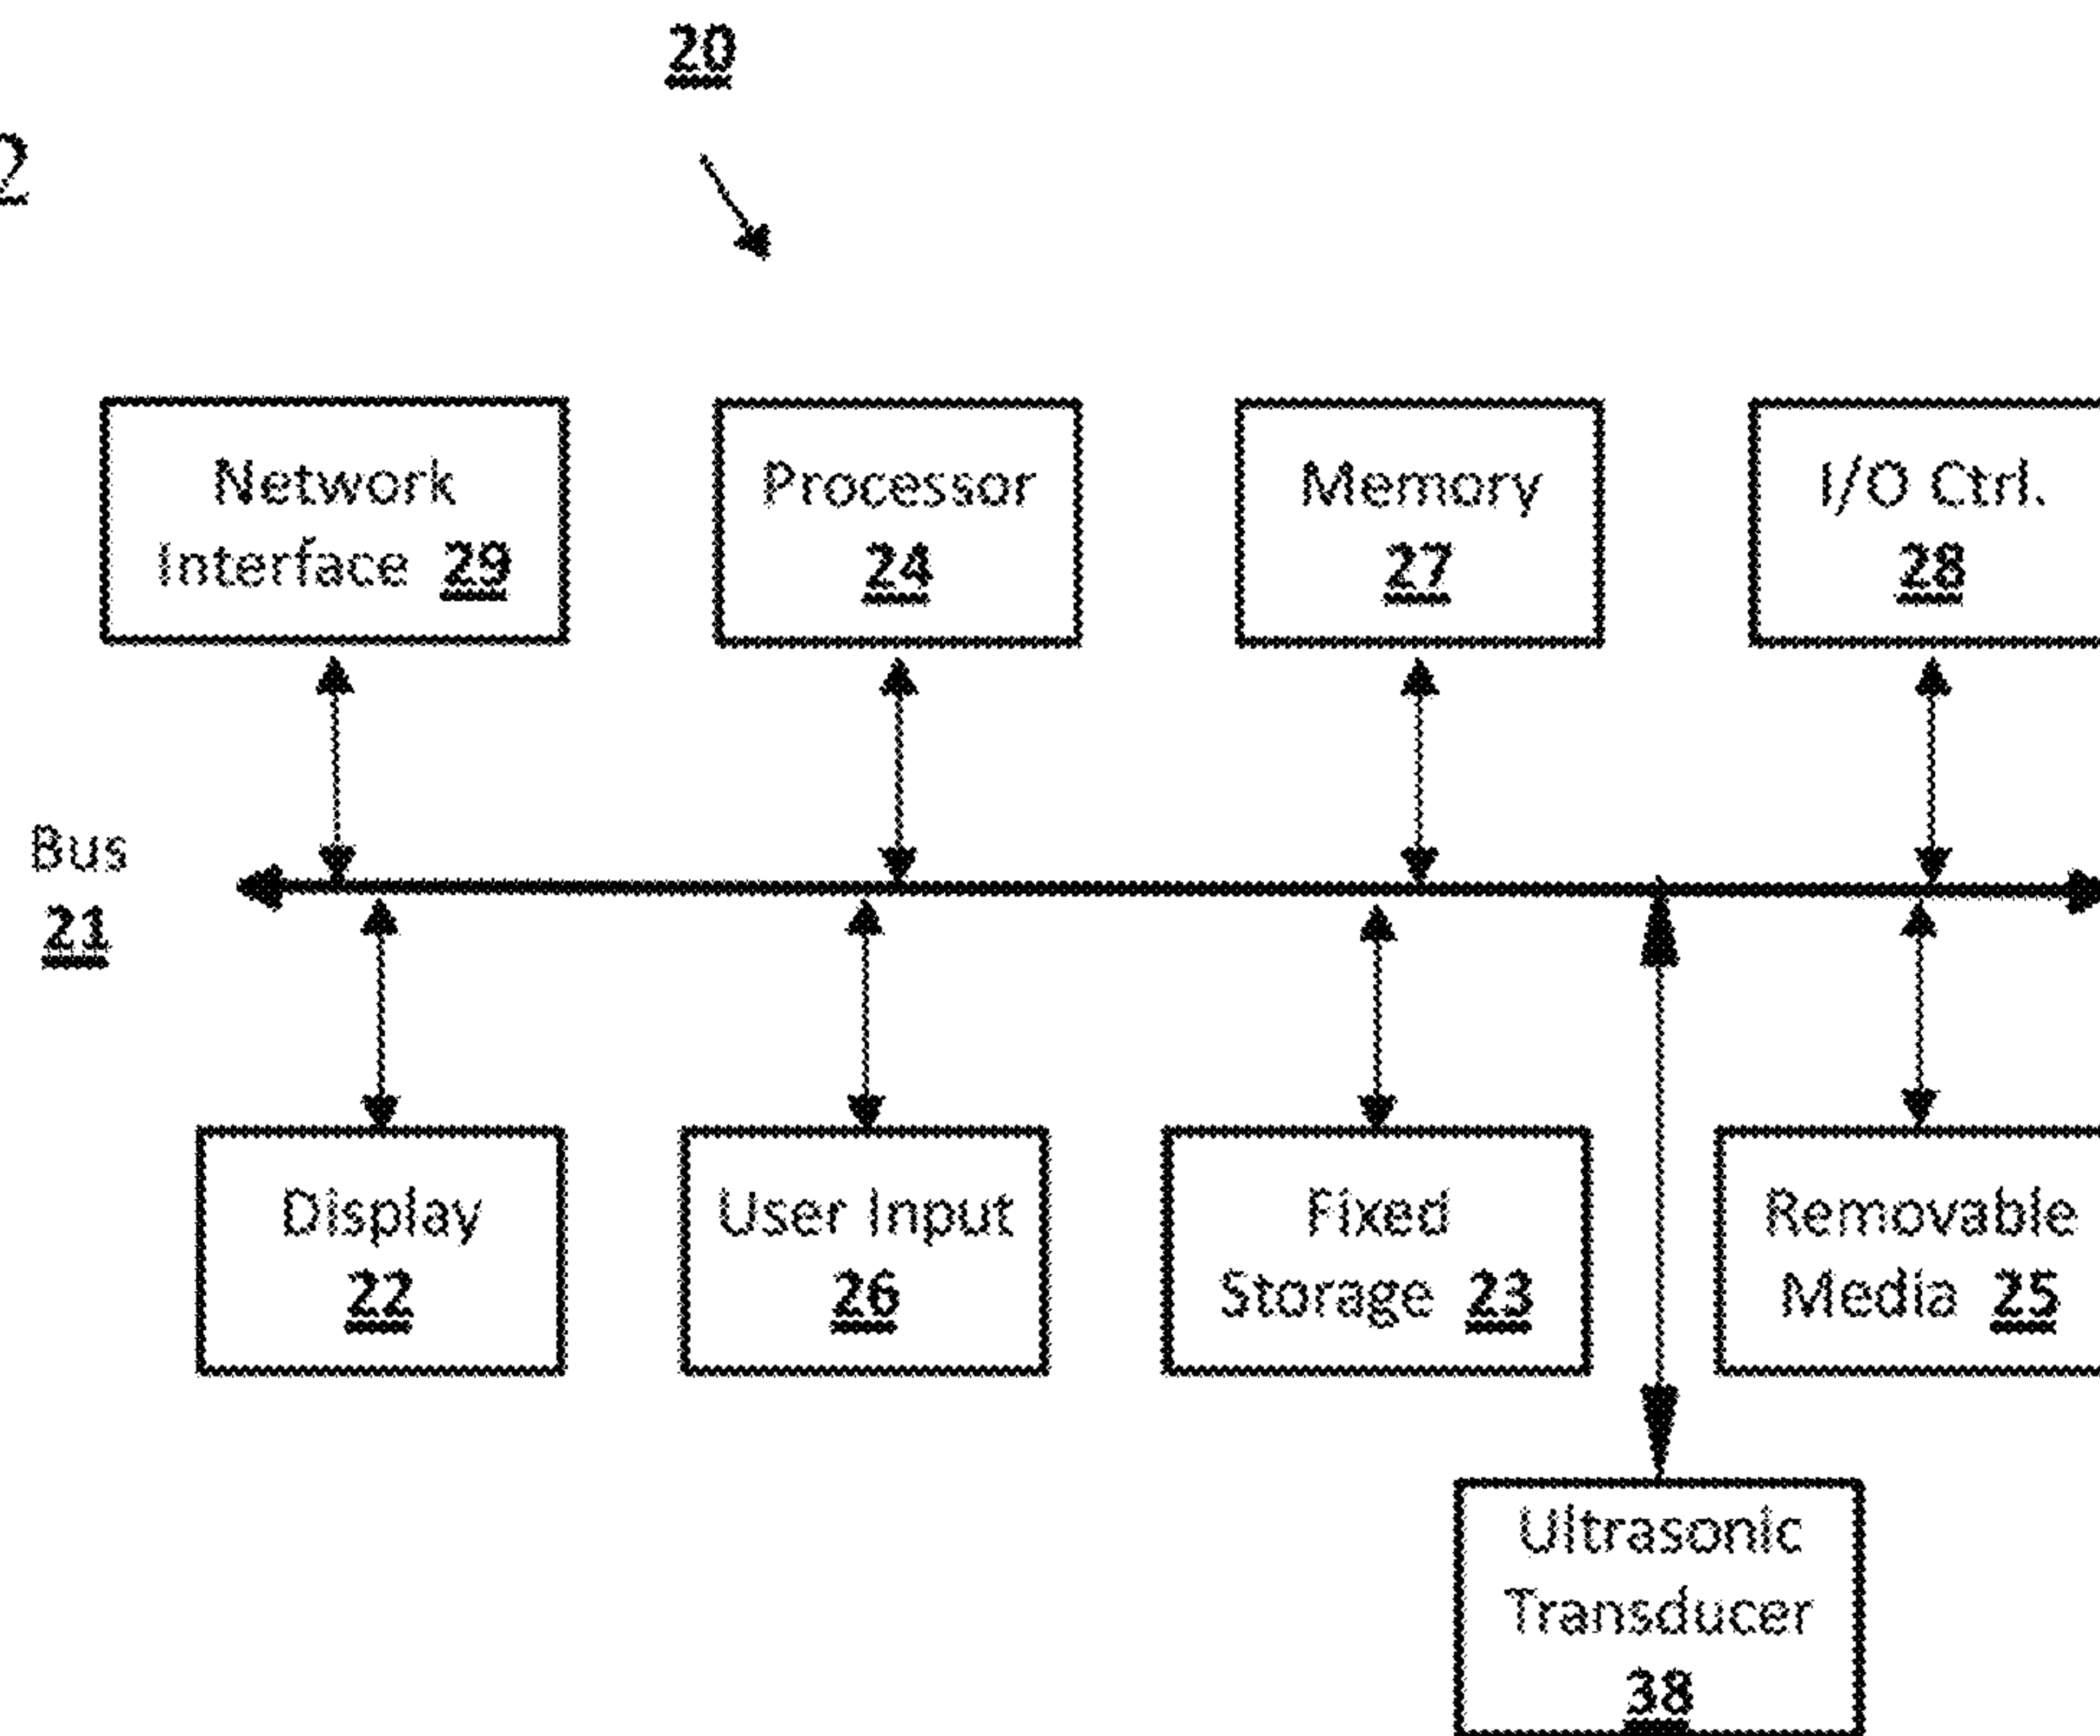 20
2
Network
Interface 29
Processor
24
Memory
27
I/O Ctrl.
28
Bus
21
Display
22
User Input
26
Fixed
Storage 23
Removable
Media 25
Ultrasonic
Transducer
38